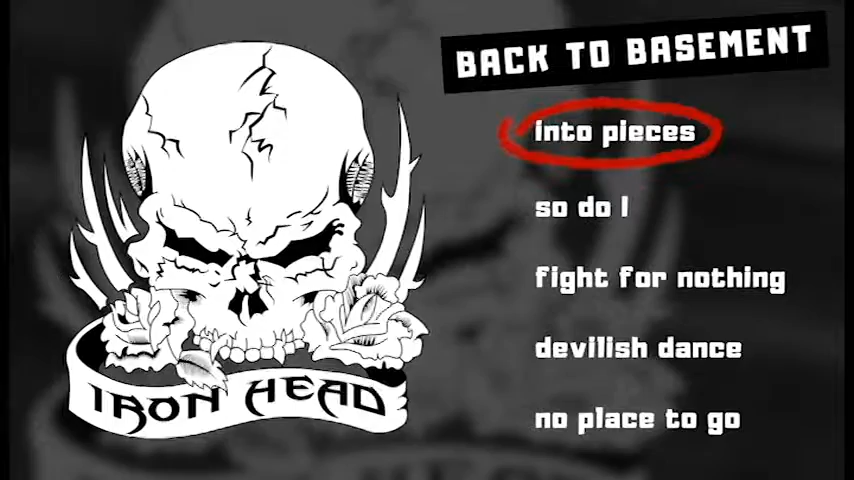 BACK TO BASEMENT
into pieces
so do I
fight for nothing
devilish dance
no place to go
IRON HEAD